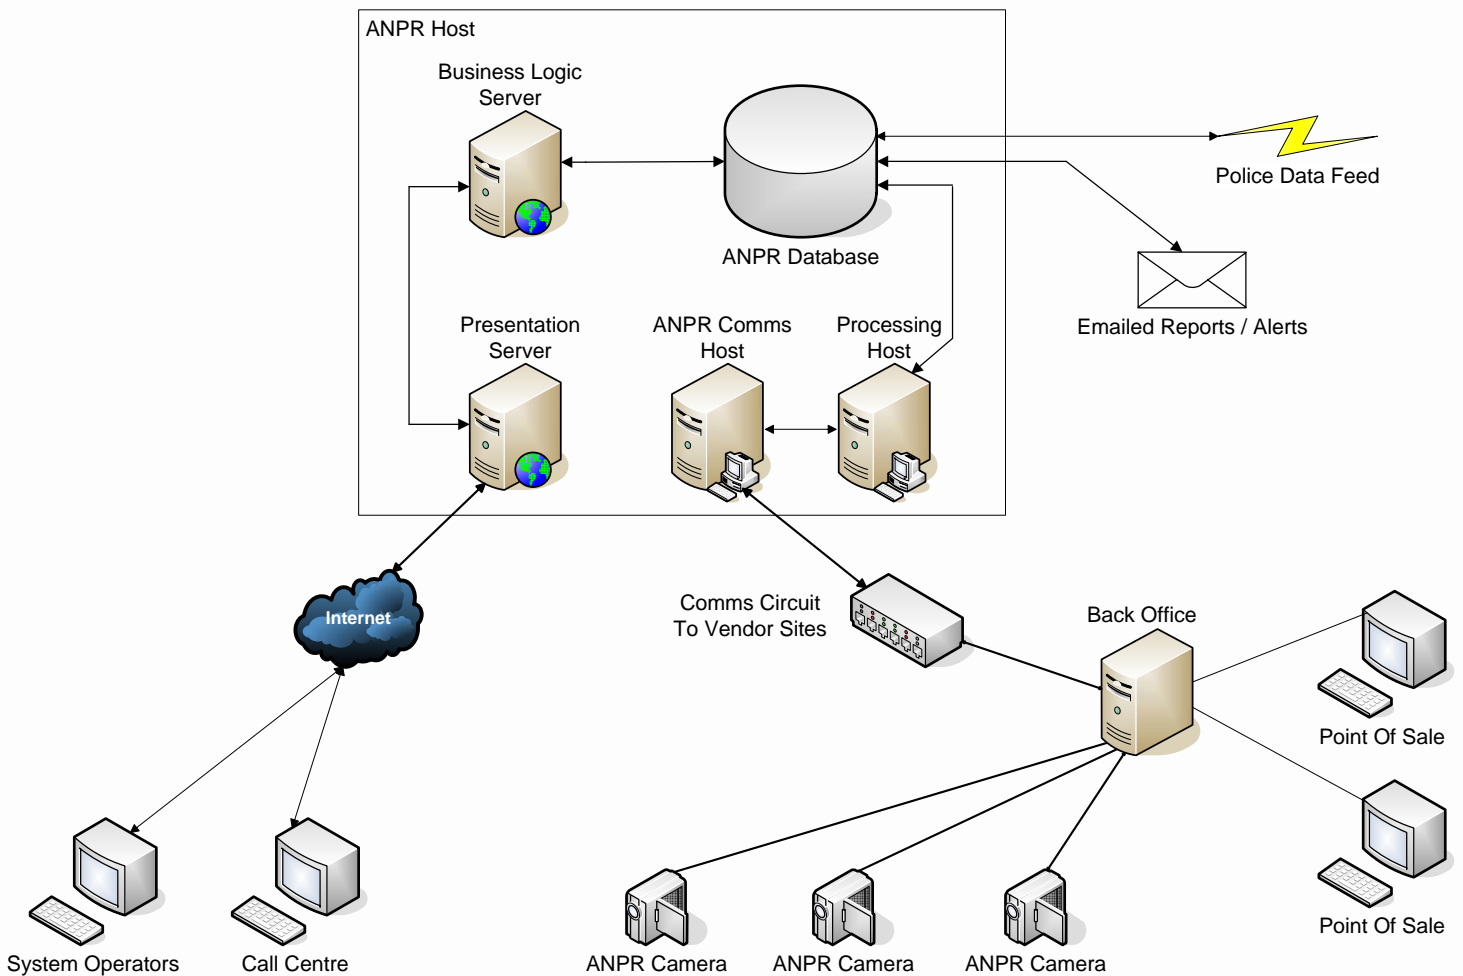 ANPR Host
Business Logic
Server
ANPR Database
Police Data Feed
Emailed Reports / Alerts
Presentation
Server
ANPR Comms
Host
Processing
Host
Internet
Comms Circuit
To Vendor Sites
Back Office
Point Of Sale
Point Of Sale
System Operators
Call Centre
ANPR Camera
ANPR Camera
ANPR Camera